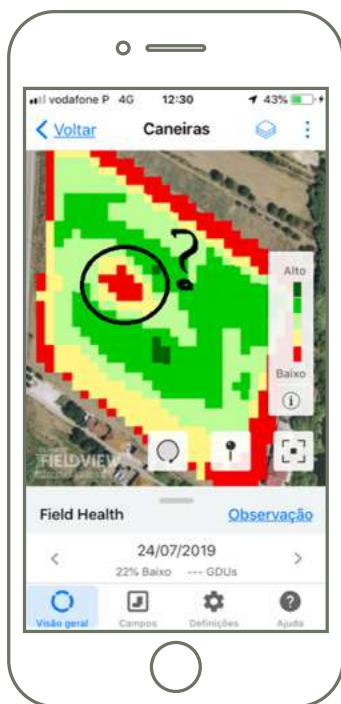 vodafone P 4G 12:30 43%
Voltar Caneiras
?
Alto
Baixo
FIELDVIEW
Field Health Observação
24/07/2019
22% Baixo --- GDUs
Visão geral Campos Definições Ajuda